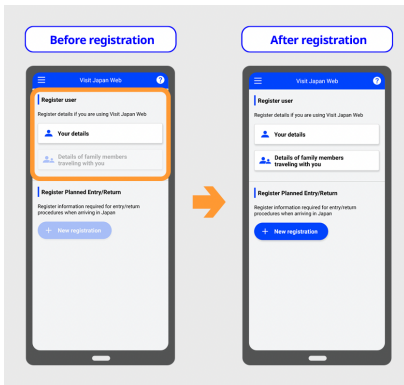 Before registration
Visit Japan Web
?
Register user
Register details if you are using Visit Japan Web
Your details
Details of family members
traveling with you
Register Planned Entry/Return
Register information required for entry/return
procedures when arriving in Japan
+ New registration
After registration
Visit Japan Web
?
Register user
Register details if you are using Visit Japan Web
Your details
Details of family members
traveling with you
Register Planned Entry/Return
Register information required for entry/return
procedures when arriving in Japan
+ New registration